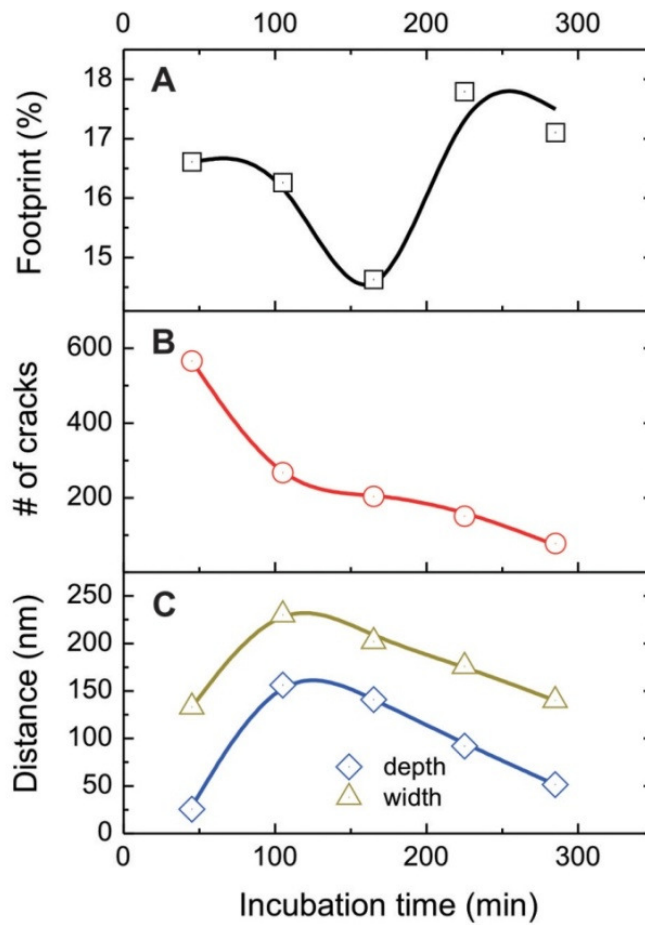 0 100 200 300
A
18
17
16
15
Footprint (%)
B
600
400
200
# of cracks
C
250
200
150
100
50
0
Distance (nm)
depth
width
0 100 200 300
Incubation time (min)